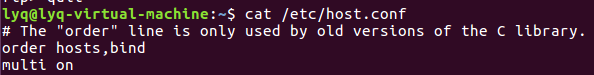 lyq@lyq-virtual-machine:~$ cat /etc/host.conf
# The "order" line is only used by old versions of the C library.
order hosts,bind
multi on